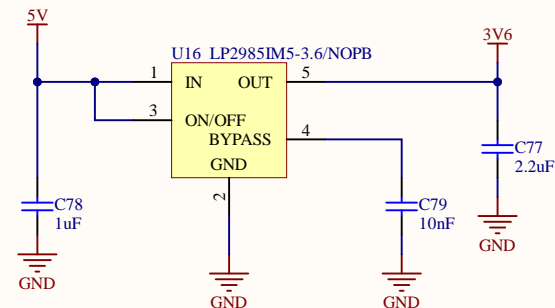 5V
3V6
U16 LP2985IM5-3.6/NOPB
1 IN OUT 5
3 ON/OFF
BYPASS 4
GND
2
C77
2.2uF
C78
1uF
C79
10nF
GND
GND
GND
GND